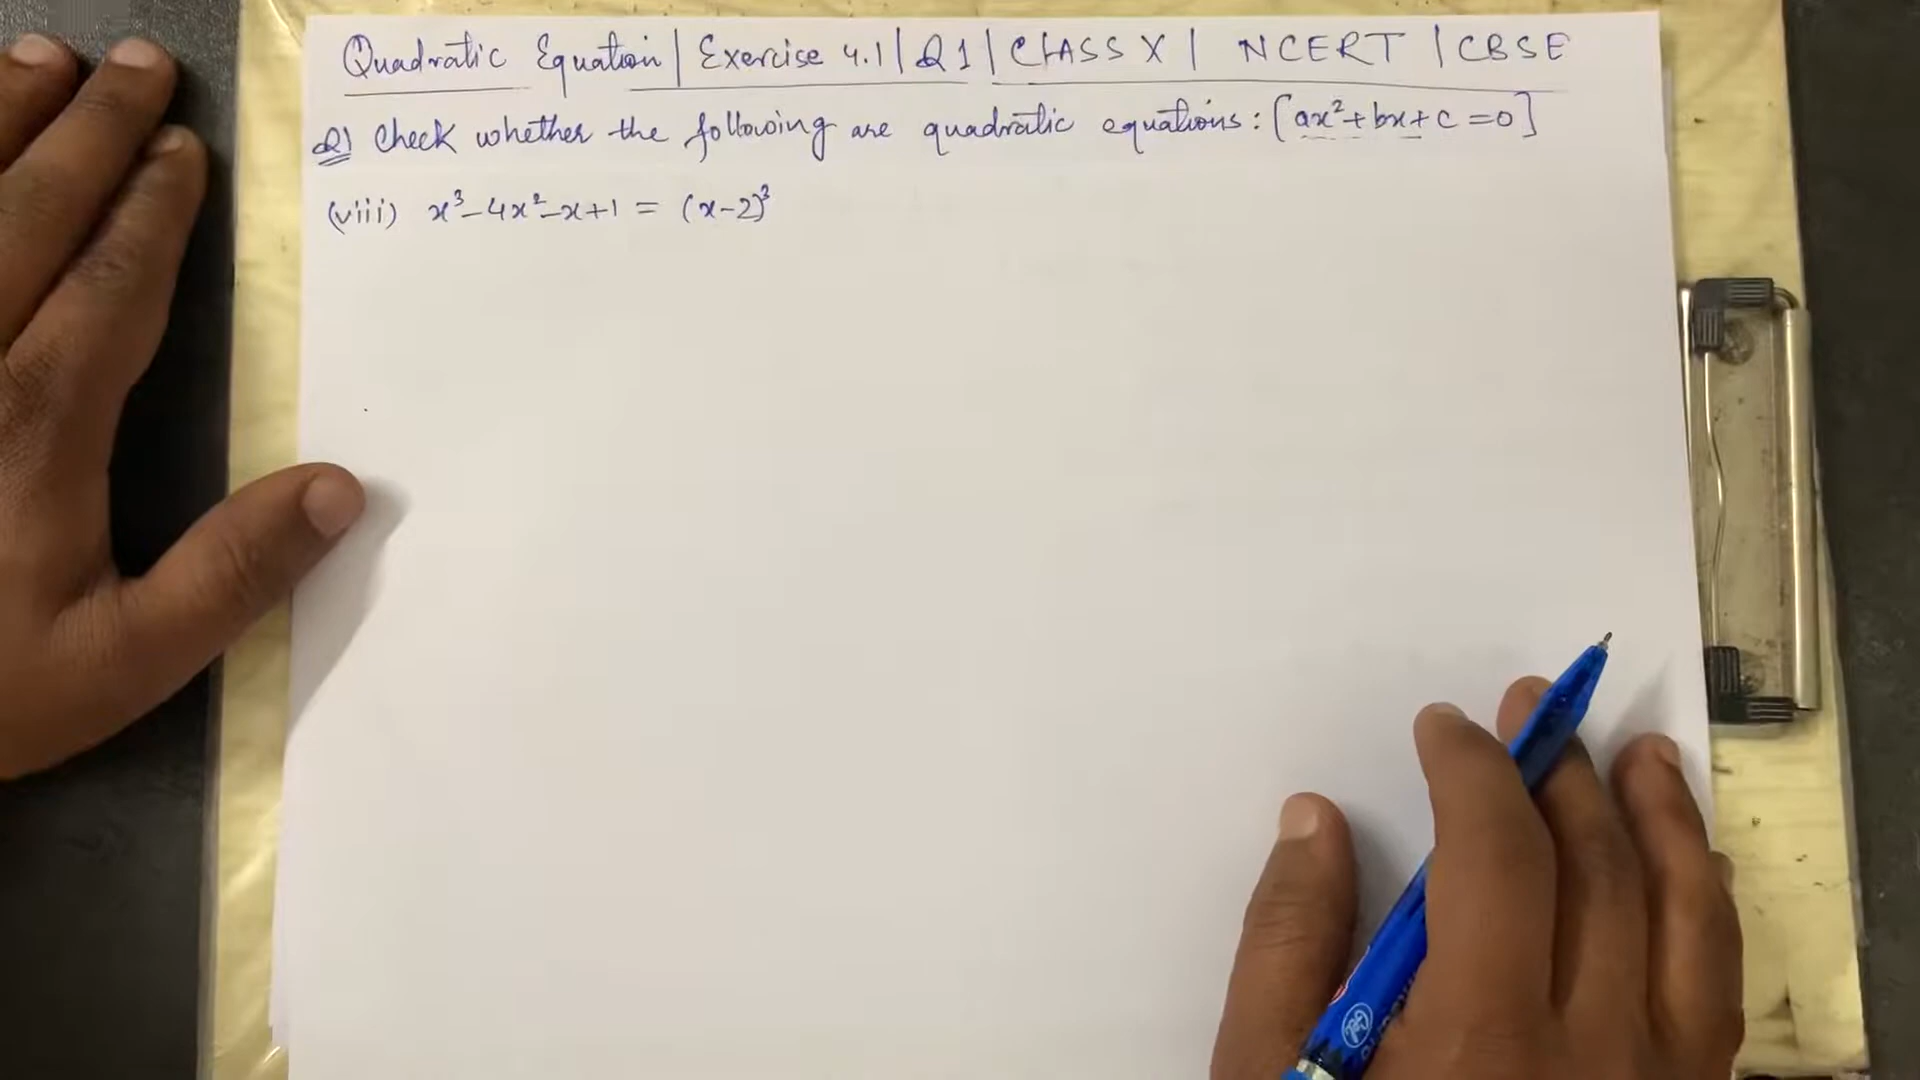 Quadratic Equation | Exercise 4.1 | Q1 | CLASS X | NCERT | CBSE
Q1 Check whether the following are quadratic equations: [ax²+bx+c=0]
(viii) x³-4x²-x+1 = (x-2)³